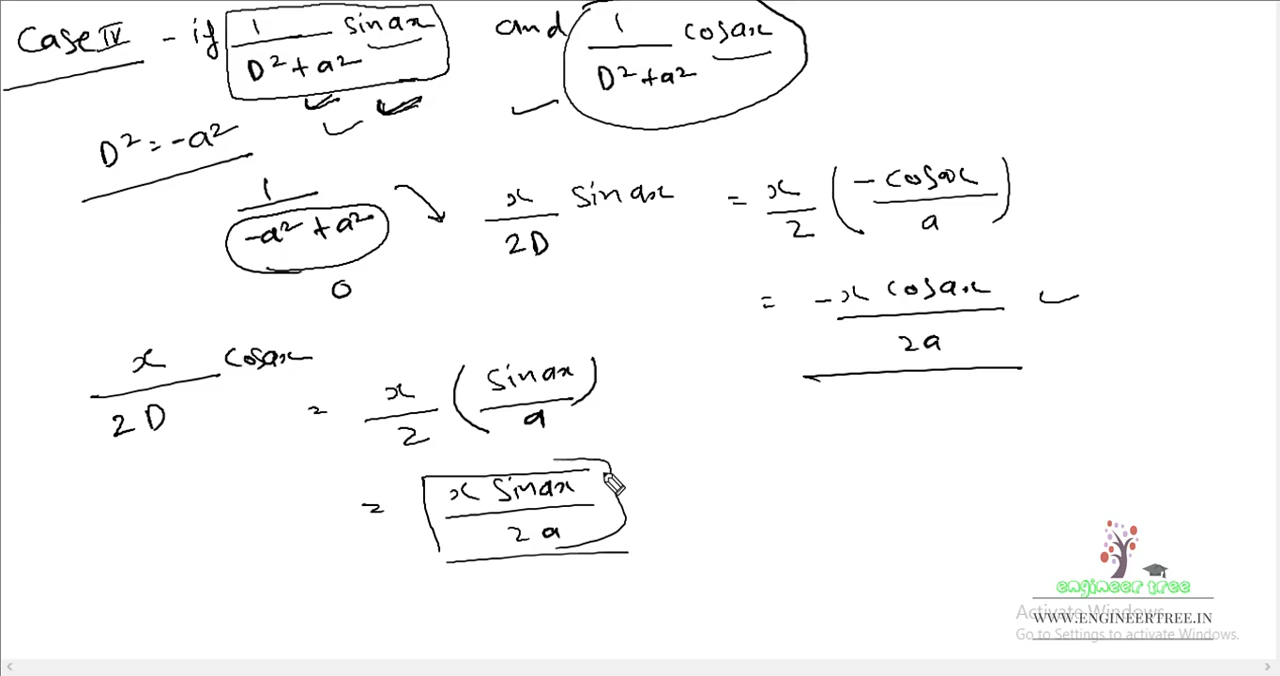 Case IV - if 1/(D² + a²) sin ax and 1/(D² + a²) cos ax
D² = -a²
1/(-a² + a²) x/2D sin ax = x/2 (-cos ax/a)
0
= -x cos ax/2a
x/2D cos ax = x/2 (sin ax/a)
= x sin ax/2a
engineer tree
Activate Windows
WWW.ENGINEERTREE.IN
Go to Settings to activate Windows.